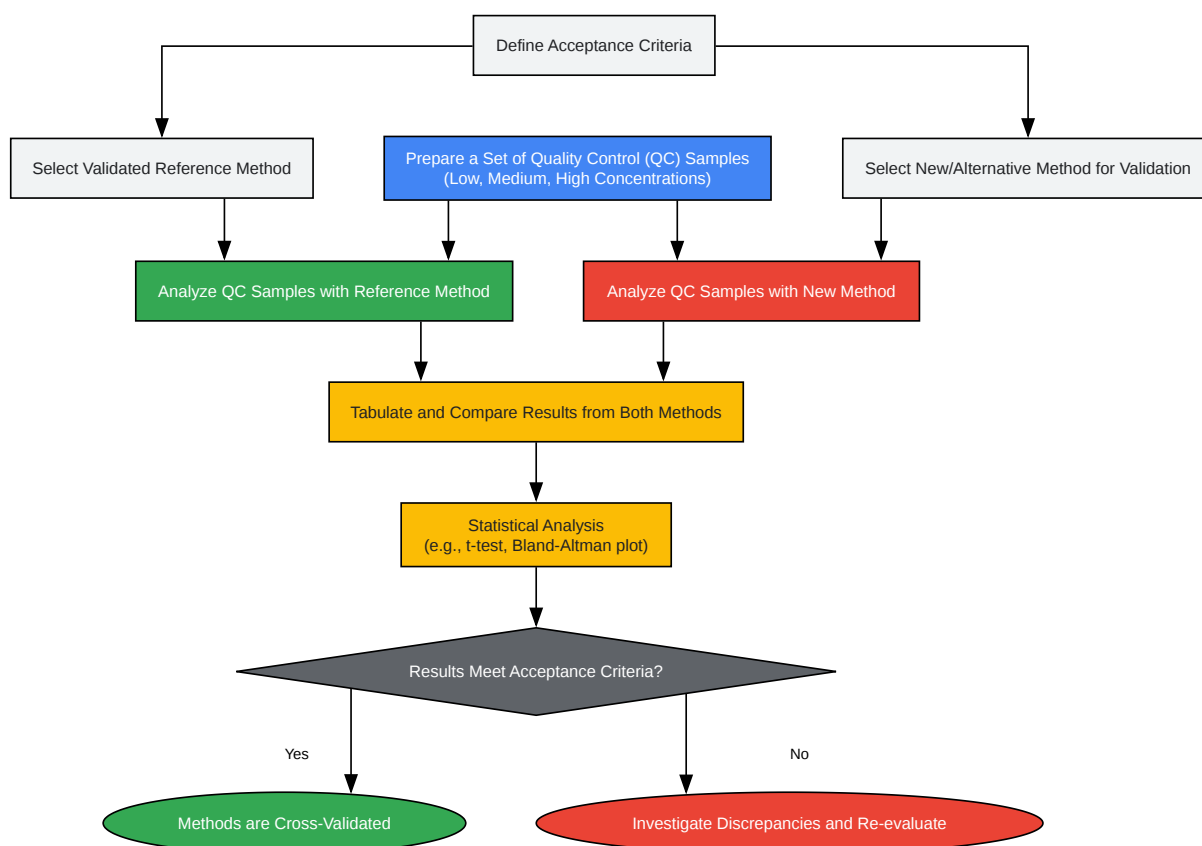 Define Acceptance Criteria
Select Validated Reference Method
Prepare a Set of Quality Control (QC) Samples
(Low, Medium, High Concentrations)
Select New/Alternative Method for Validation
Analyze QC Samples with Reference Method
Analyze QC Samples with New Method
Tabulate and Compare Results from Both Methods
Statistical Analysis
(e.g., t-test, Bland-Altman plot)
Results Meet Acceptance Criteria?
Yes
No
Methods are Cross-Validated
Investigate Discrepancies and Re-evaluate